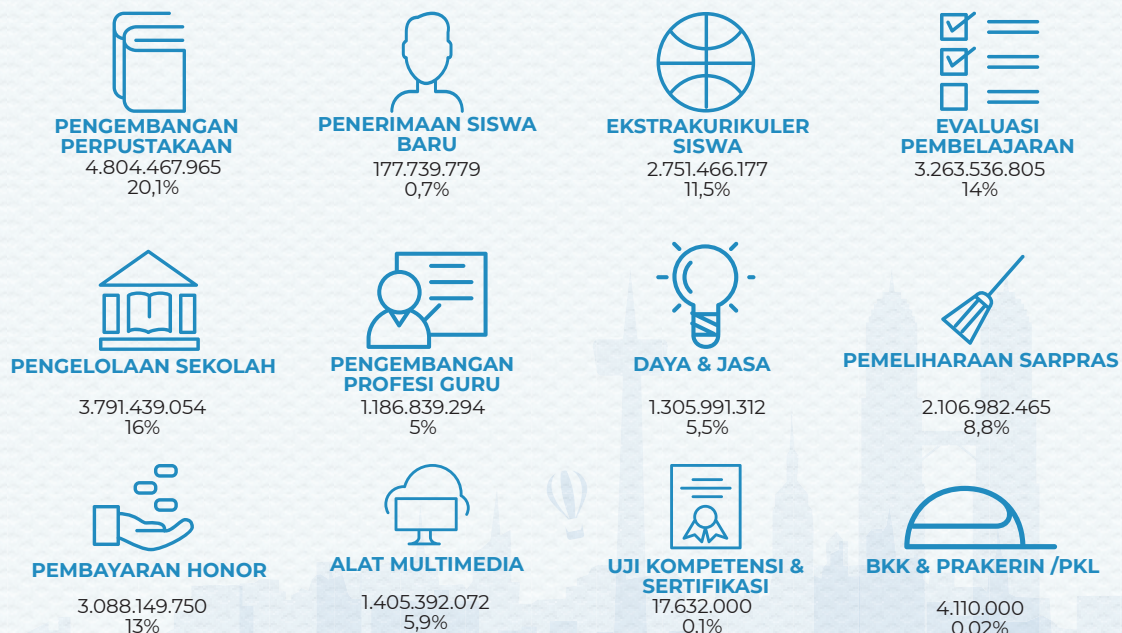 PENGEMBANGAN
PERPUSTAKAAN
4.804.467.965
20,1%
PENERIMAAN SISWA
BARU
177.739.779
0,7%
EKSTRAKURIKULER
SISWA
2.751.466.177
11,5%
EVALUASI
PEMBELAJARAN
3.263.536.805
14%
PENGELOLAAN SEKOLAH
3.791.439.054
16%
PENGEMBANGAN
PROFESI GURU
1.186.839.294
5%
DAYA & JASA
1.305.991.312
5,5%
PEMELIHARAAN SARPRAS
2.106.982.465
8,8%
PEMBAYARAN HONOR
3.088.149.750
13%
ALAT MULTIMEDIA
1.405.392.072
5,9%
UJI KOMPETENSI &
SERTIFIKASI
17.632.000
0,1%
BKK & PRAKERIN /PKL
4.110.000
0,02%